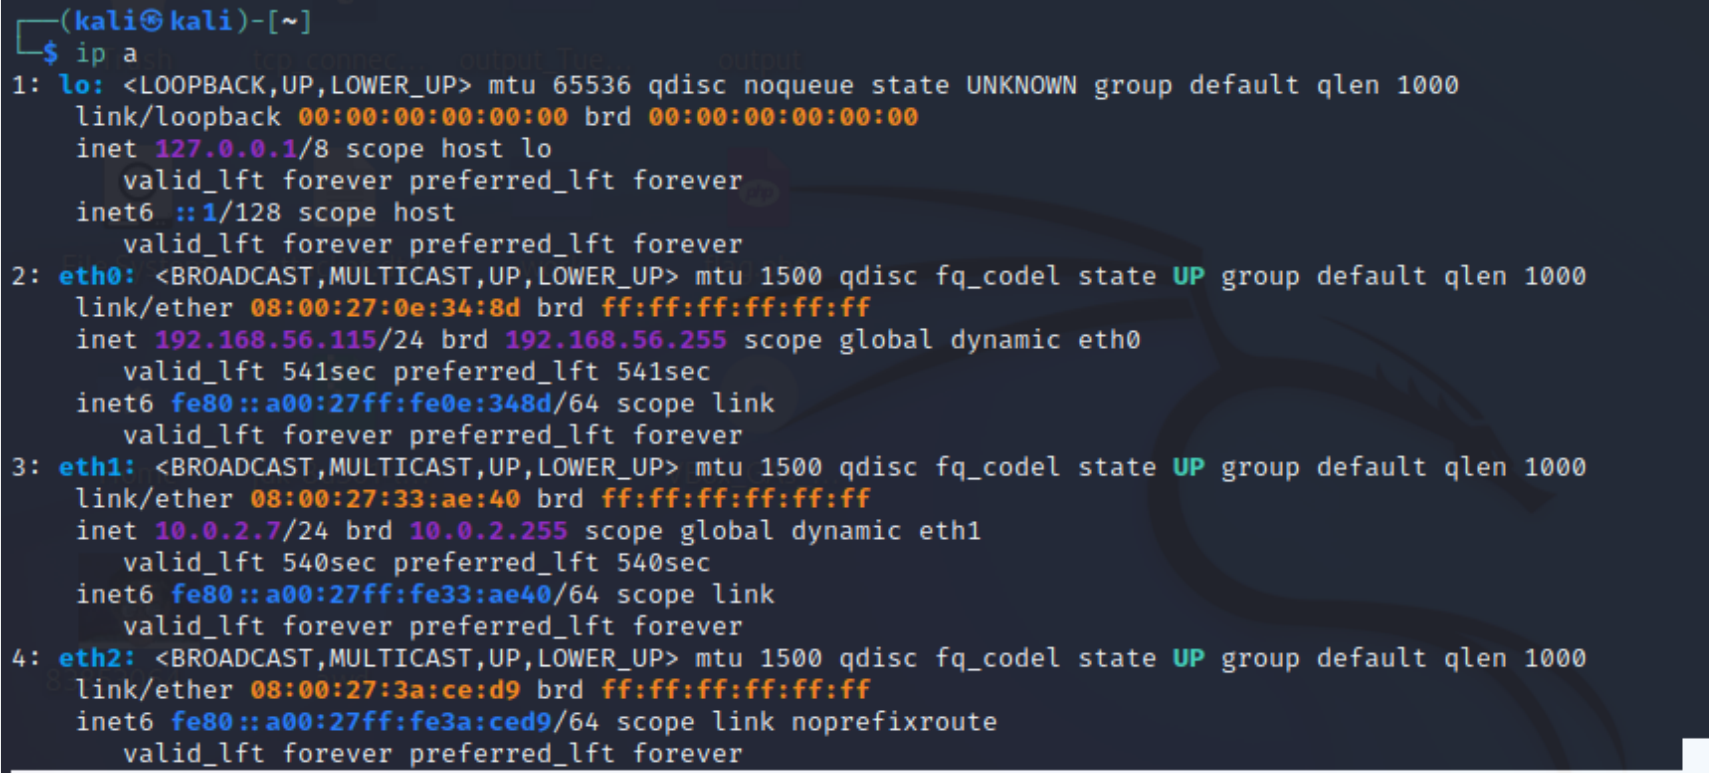 ┌──(kali㉿kali)-[~]
└─$ ip a
1: lo: <LOOPBACK,UP,LOWER_UP> mtu 65536 qdisc noqueue state UNKNOWN group default qlen 1000
    link/loopback 00:00:00:00:00:00 brd 00:00:00:00:00:00
    inet 127.0.0.1/8 scope host lo
       valid_lft forever preferred_lft forever
    inet6 ::1/128 scope host
       valid_lft forever preferred_lft forever
2: eth0: <BROADCAST,MULTICAST,UP,LOWER_UP> mtu 1500 qdisc fq_codel state UP group default qlen 1000
    link/ether 08:00:27:0e:34:8d brd ff:ff:ff:ff:ff:ff
    inet 192.168.56.115/24 brd 192.168.56.255 scope global dynamic eth0
       valid_lft 541sec preferred_lft 541sec
    inet6 fe80::a00:27ff:fe0e:348d/64 scope link
       valid_lft forever preferred_lft forever
3: eth1: <BROADCAST,MULTICAST,UP,LOWER_UP> mtu 1500 qdisc fq_codel state UP group default qlen 1000
    link/ether 08:00:27:33:ae:40 brd ff:ff:ff:ff:ff:ff
    inet 10.0.2.7/24 brd 10.0.2.255 scope global dynamic eth1
       valid_lft 540sec preferred_lft 540sec
    inet6 fe80::a00:27ff:fe33:ae40/64 scope link
       valid_lft forever preferred_lft forever
4: eth2: <BROADCAST,MULTICAST,UP,LOWER_UP> mtu 1500 qdisc fq_codel state UP group default qlen 1000
    link/ether 08:00:27:3a:ce:d9 brd ff:ff:ff:ff:ff:ff
    inet6 fe80::a00:27ff:fe3a:ced9/64 scope link noprefixroute
       valid_lft forever preferred_lft forever